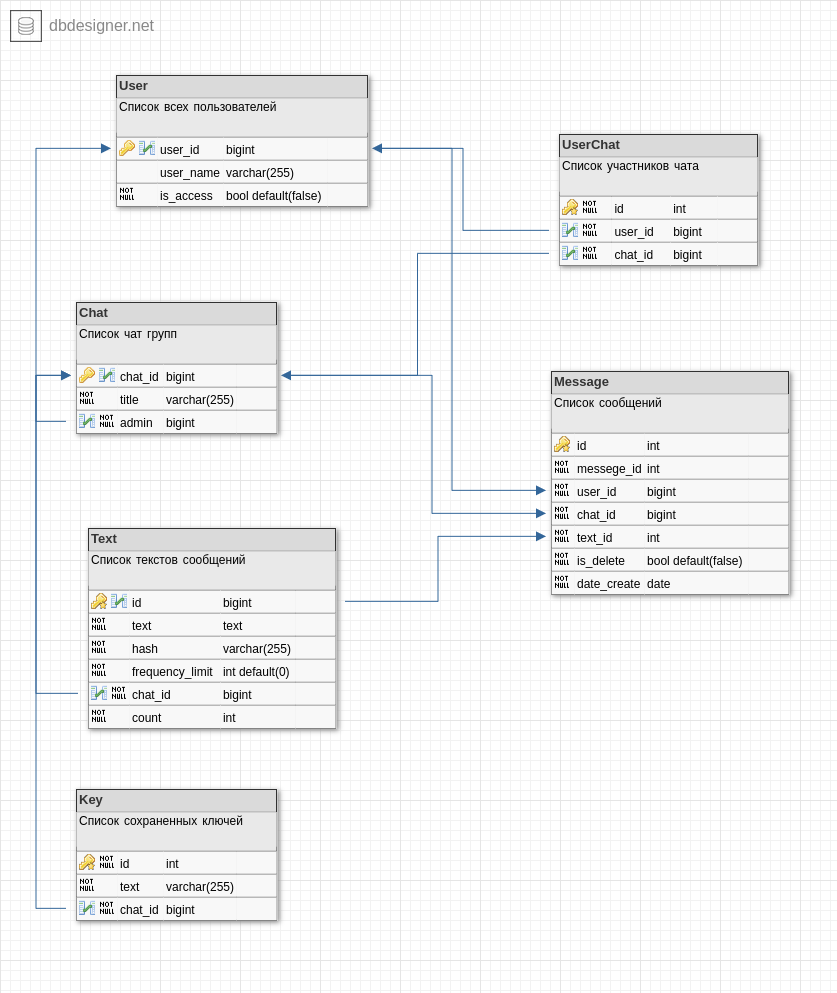 dbdesigner.net
User
Список всех пользователей
user_id bigint
user_name varchar(255)
NOT NULL is_access bool default(false)
UserChat
Список участников чата
NOT NULL id int
NOT NULL user_id bigint
NOT NULL chat_id bigint
Chat
Список чат групп
chat_id bigint
NOT NULL title varchar(255)
NOT NULL admin bigint
Message
Список сообщений
id int
NOT NULL messege_id int
NOT NULL user_id bigint
NOT NULL chat_id bigint
NOT NULL text_id int
NOT NULL is_delete bool default(false)
NOT NULL date_create date
Text
Список текстов сообщений
id bigint
NOT NULL text text
NOT NULL hash varchar(255)
NOT NULL frequency_limit int default(0)
NOT NULL chat_id bigint
NOT NULL count int
Key
Список сохраненных ключей
NOT NULL id int
NOT NULL text varchar(255)
NOT NULL chat_id bigint